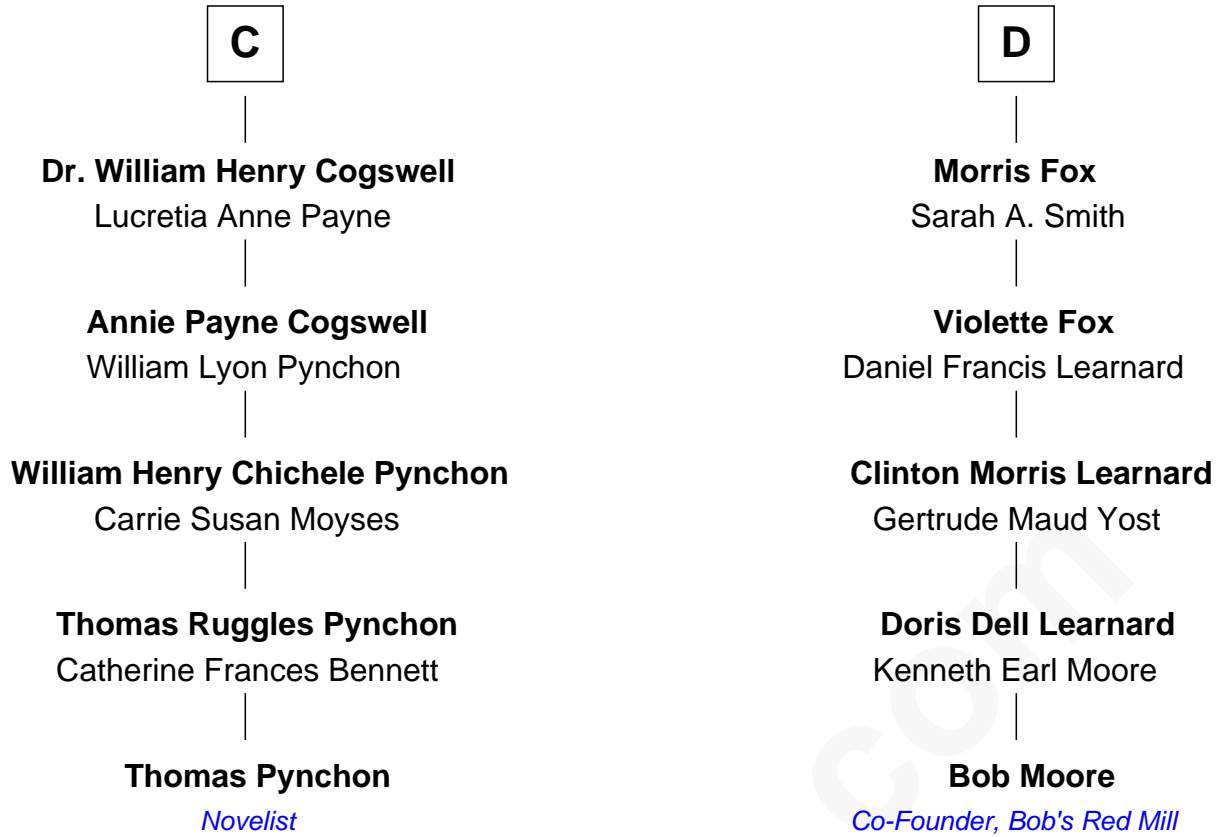 C
Dr. William Henry Cogswell
Lucretia Anne Payne
Annie Payne Cogswell
William Lyon Pynchon
William Henry Chichele Pynchon
Carrie Susan Moyses
Thomas Ruggles Pynchon
Catherine Frances Bennett
Thomas Pynchon
Novelist
D
Morris Fox
Sarah A. Smith
Violette Fox
Daniel Francis Learnard
Clinton Morris Learnard
Gertrude Maud Yost
Doris Dell Learnard
Kenneth Earl Moore
Bob Moore
Co-Founder, Bob's Red Mill
com